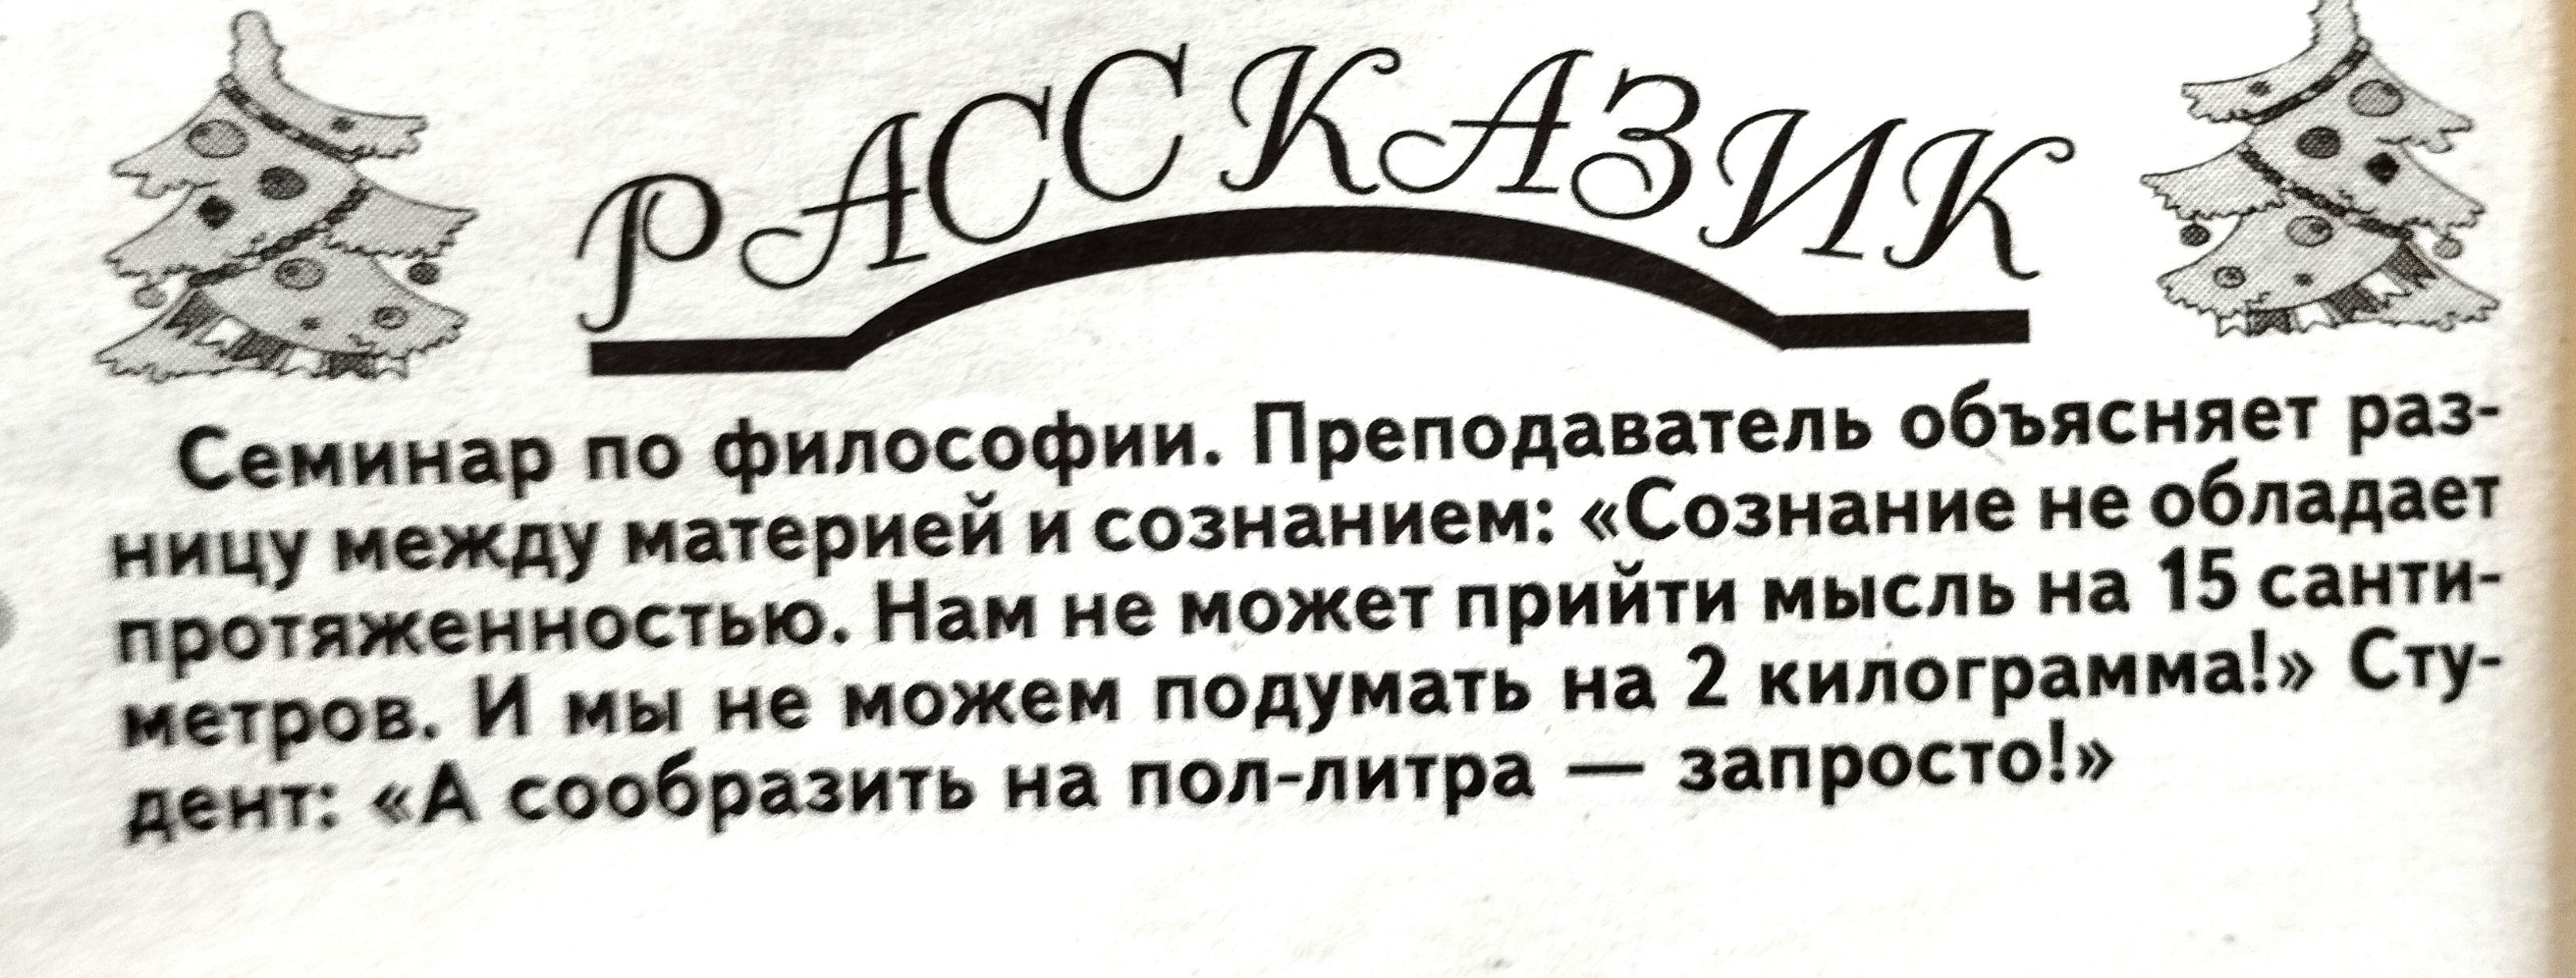 РАССКАЗИК
Семинар по философии. Преподаватель объясняет раз-
ницу между материей и сознанием: «Сознание не обладает
протяженностью. Нам не может прийти мысль на 15 санти-
метров. И мы не можем подумать на 2 килограмма!» Сту-
дент: «А сообразить на пол-литра — запросто!»